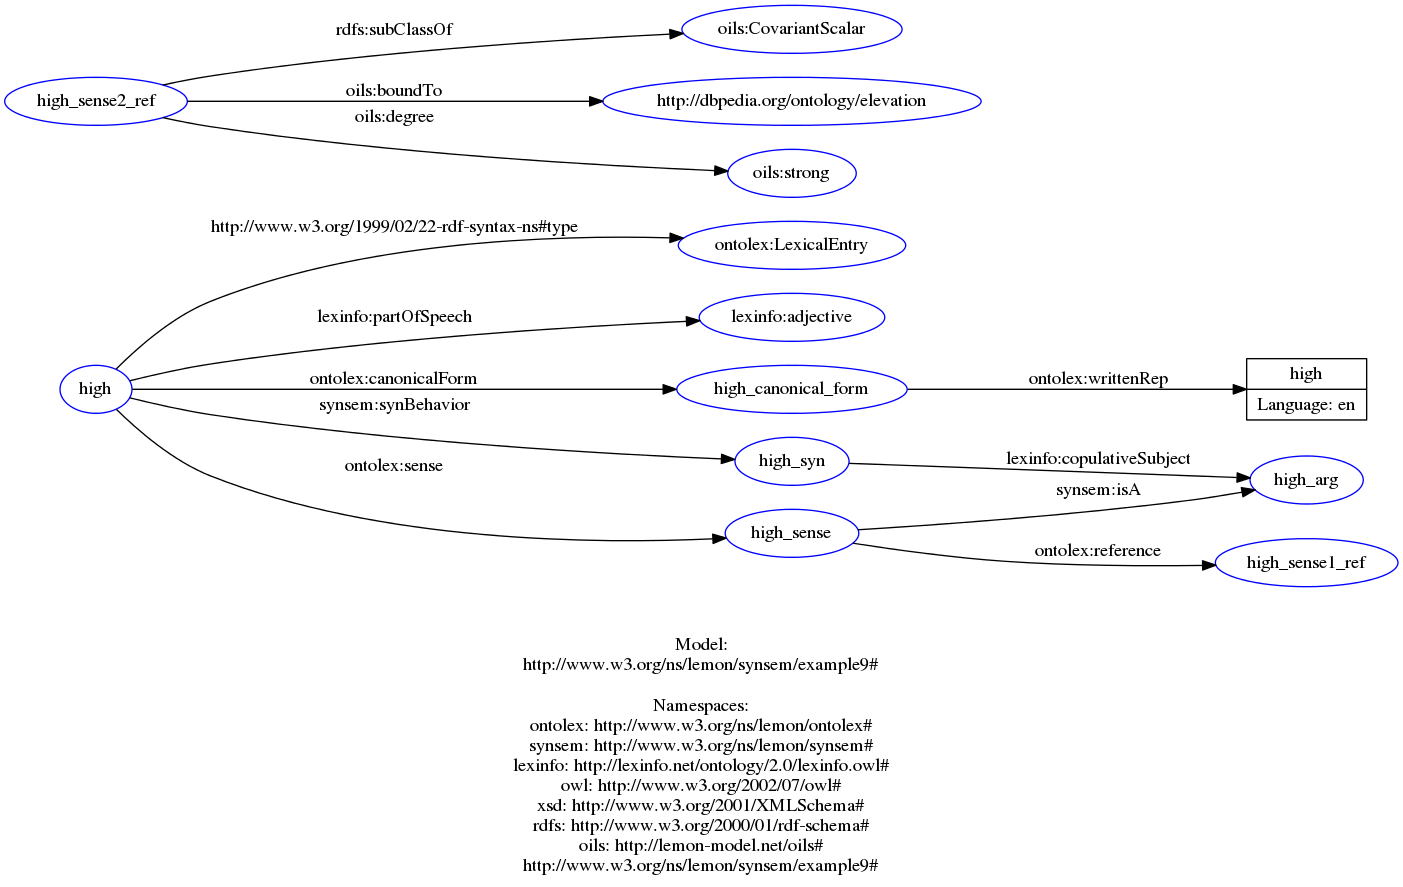 rdfs:subClassOf
oils:CovariantScalar
high_sense2_ref
oils:boundTo
http://dbpedia.org/ontology/elevation
oils:degree
oils:strong
http://www.w3.org/1999/02/22-rdf-syntax-ns#type
ontolex:LexicalEntry
lexinfo:partOfSpeech
lexinfo:adjective
high
ontolex:canonicalForm
high_canonical_form
ontolex:writtenRep
high
Language: en
synsem:synBehavior
high_syn
lexinfo:copulativeSubject
high_arg
ontolex:sense
high_sense
synsem:isA
ontolex:reference
high_sense1_ref
Model:
http://www.w3.org/ns/lemon/synsem/example9#
Namespaces:
ontolex: http://www.w3.org/ns/lemon/ontolex#
synsem: http://www.w3.org/ns/lemon/synsem#
lexinfo: http://lexinfo.net/ontology/2.0/lexinfo.owl#
owl: http://www.w3.org/2002/07/owl#
xsd: http://www.w3.org/2001/XMLSchema#
rdfs: http://www.w3.org/2000/01/rdf-schema#
oils: http://lemon-model.net/oils#
http://www.w3.org/ns/lemon/synsem/example9#